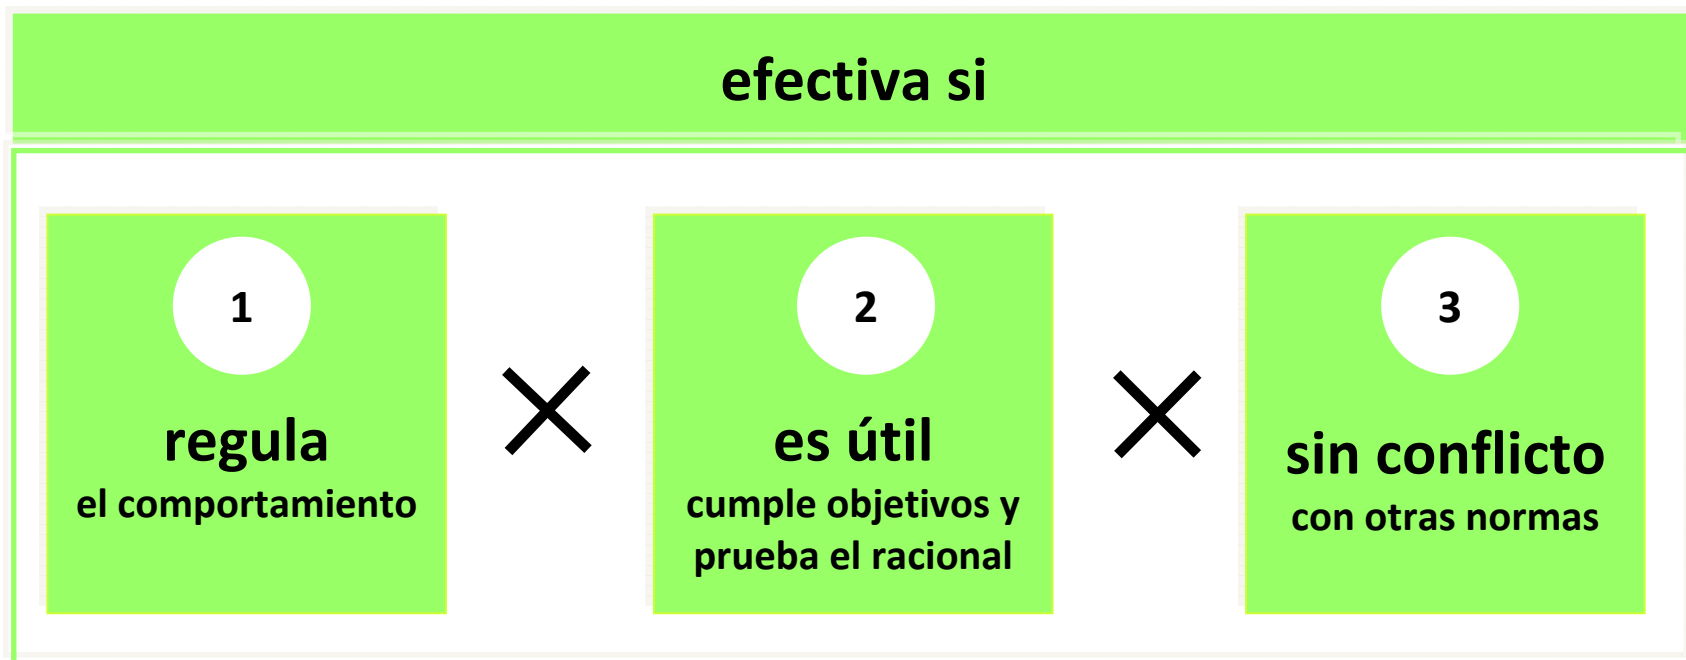 efectiva si
1
regula
el comportamiento
2
es útil
cumple objetivos y
prueba el racional
3
sin conflicto
con otras normas